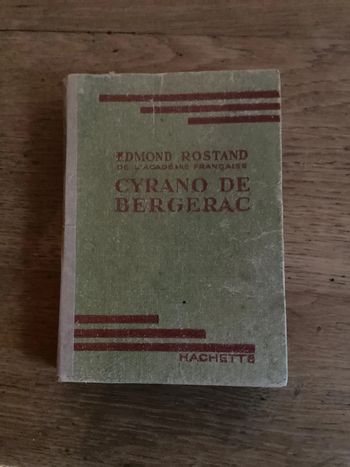 EDMOND ROSTAND
DE L'ACADÉMIE FRANÇAISE
CYRANO DE
BERGERAC
HACHETTE